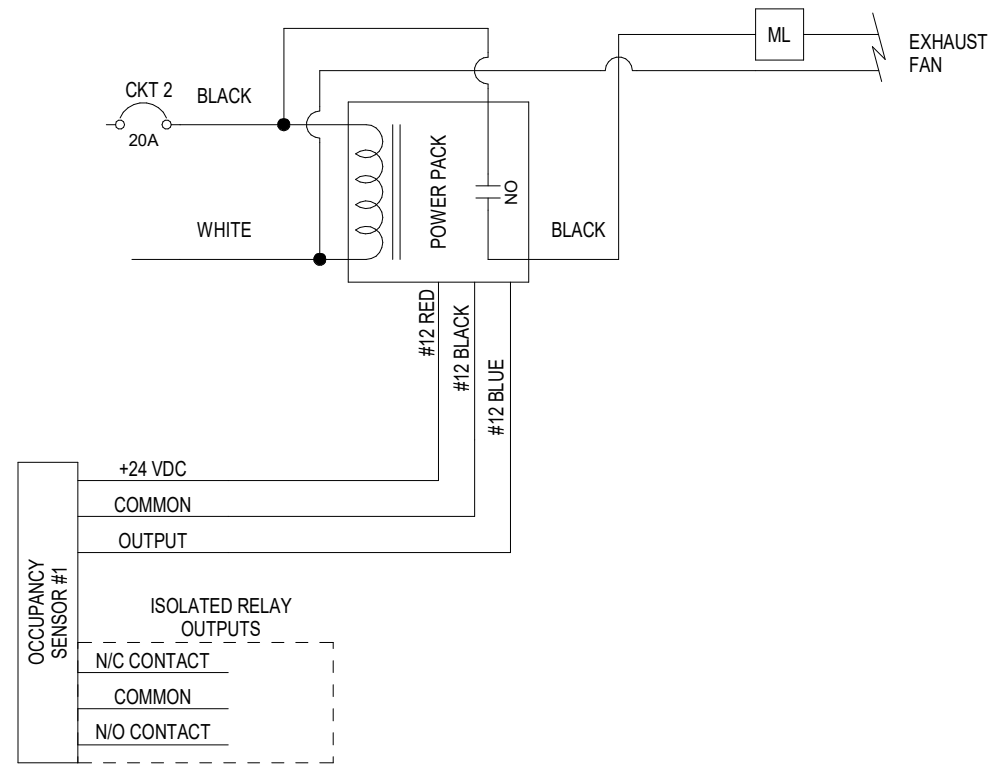 ML
EXHAUST
FAN
CKT 2
BLACK
20A
POWER PACK
NO
WHITE
BLACK
#12 RED
#12 BLACK
#12 BLUE
+24 VDC
COMMON
OUTPUT
OCCUPANCY
SENSOR #1
ISOLATED RELAY
OUTPUTS
N/C CONTACT
COMMON
N/O CONTACT